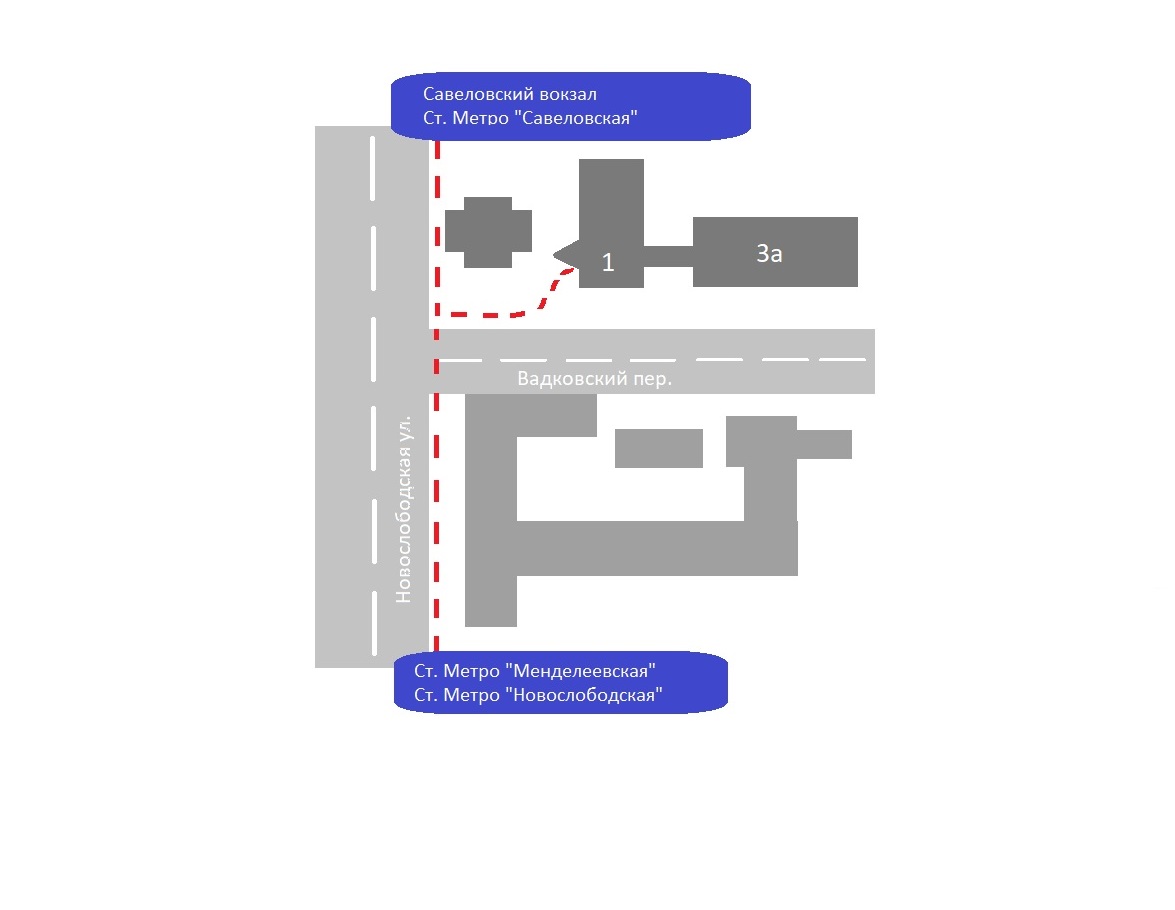 Савеловский вокзал
Ст. Метро "Савеловская"
1
3а
Вадковский пер.
Новослободская ул.
Ст. Метро "Менделеевская"
Ст. Метро "Новослободская"